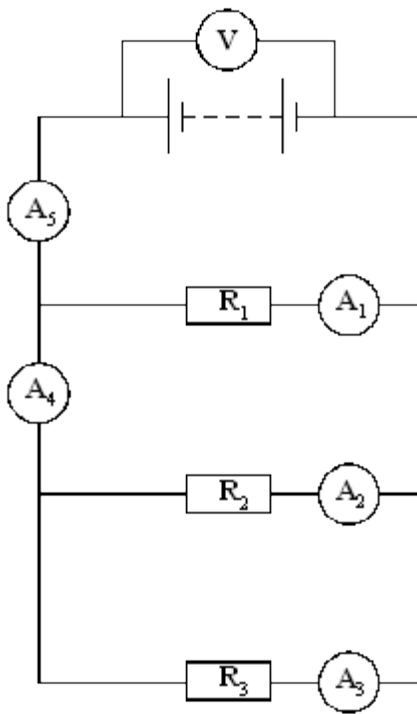 V
A₅
R₁ A₁
A₄
R₂ A₂
R₃ A₃